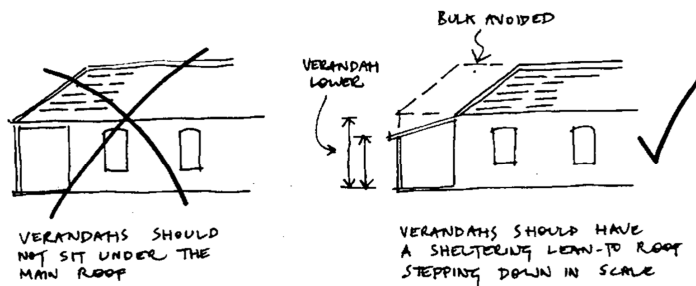 BULK AVOIDED
VERANDAH
LOWER
VERANDAHS SHOULD
NOT SIT UNDER THE
MAIN ROOF
VERANDAHS SHOULD HAVE
A SHELTERING LEAN-TO ROOF
STEPPING DOWN IN SCALE